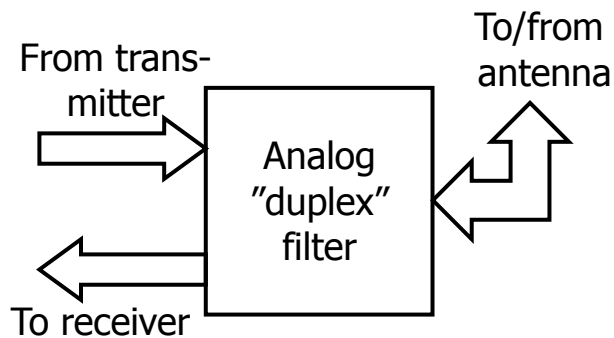 From trans-
mitter
To/from
antenna
Analog
”duplex”
filter
To receiver